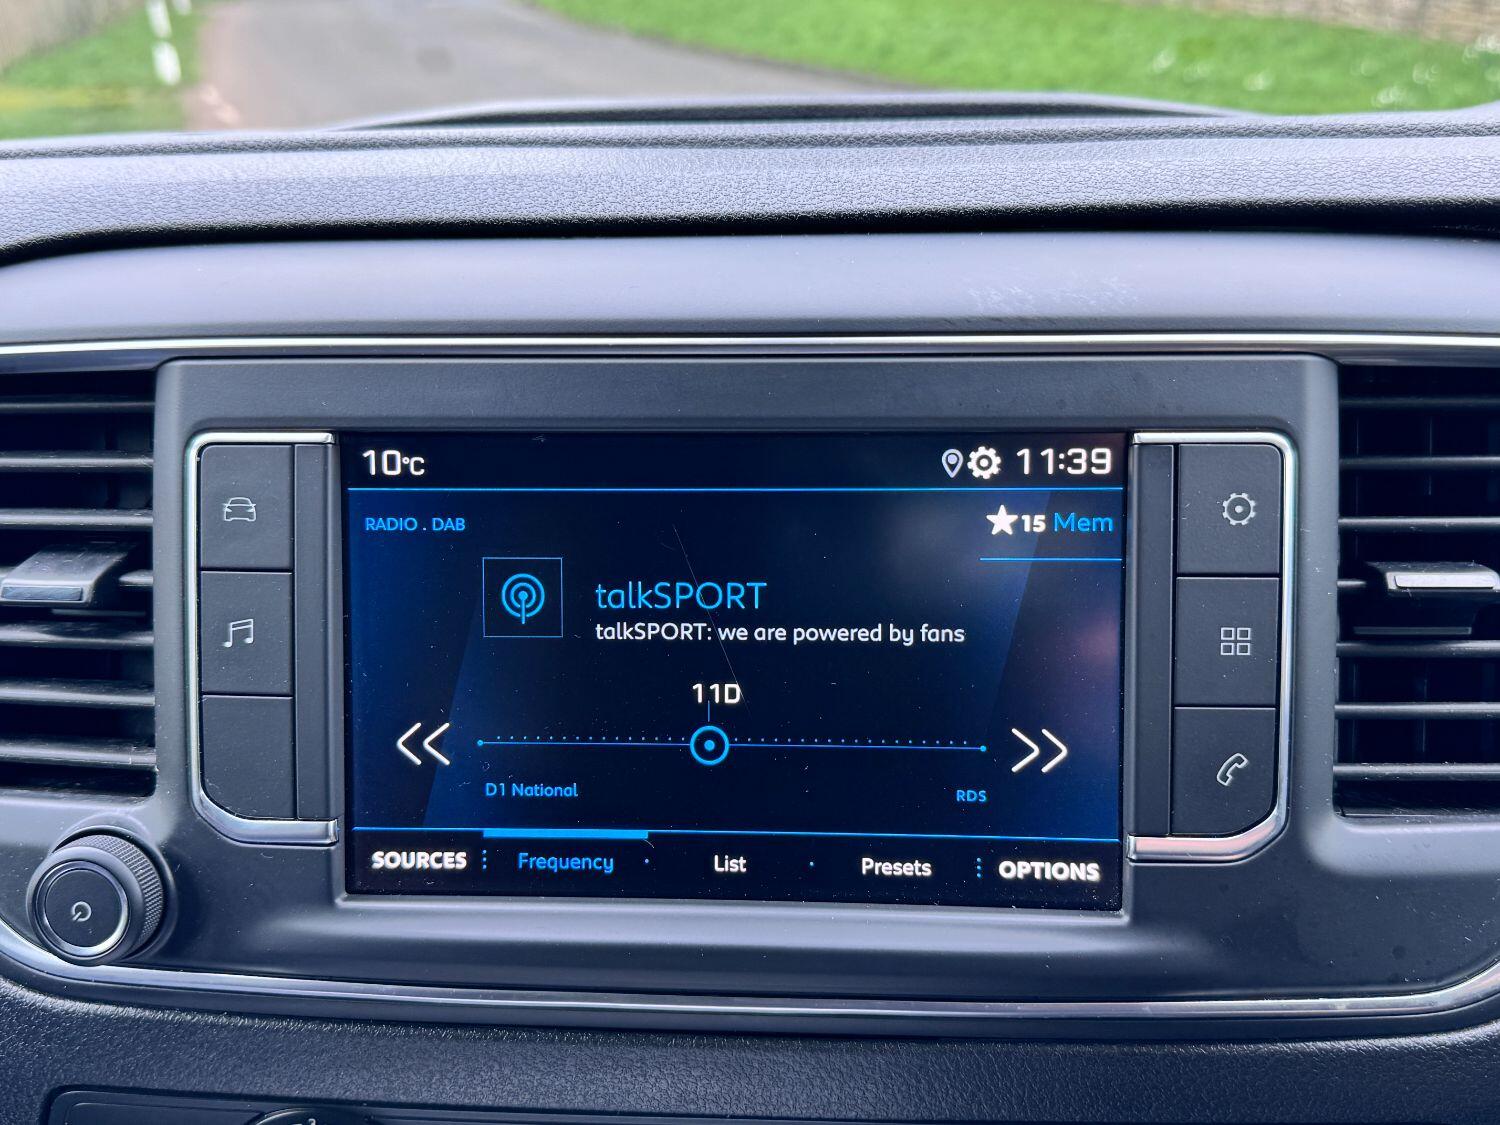 10°C 11:39
RADIO . DAB ★15 Mem
talkSPORT
talkSPORT: we are powered by fans
11D
D1 National RDS
SOURCES Frequency List Presets OPTIONS
3